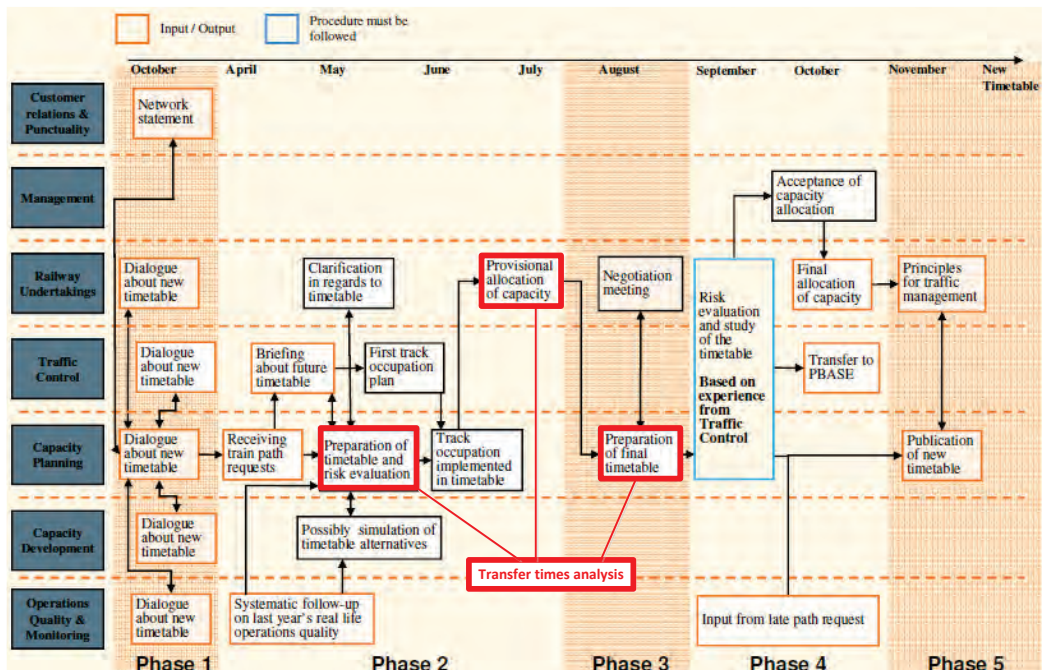 Input / Output
Procedure must be
followed
October
April
May
June
July
August
September
October
November
New
Timetable
Customer
relations &
Punctuality
Network
statement
Management
Acceptance of
capacity
allocation
Railway
Undertakings
Dialogue
about new
timetable
Clarification
in regards to
timetable
Provisional
allocation
of capacity
Negotiation
meeting
Risk
evaluation
and study
of the
timetable
Based on
experience
from
Traffic
Control
Final
allocation
of capacity
Principles
for traffic
management
Traffic
Control
Dialogue
about new
timetable
Briefing
about future
timetable
First track
occupation
plan
Transfer to
PBASE
Capacity
Planning
Dialogue
about new
timetable
Receiving
train path
requests
Preparation of
timetable and
risk evaluation
Track
occupation
implemented
in timetable
Preparation
of final
timetable
Publication
of new
timetable
Capacity
Development
Dialogue
about new
timetable
Possibly simulation of
timetable alternatives
Transfer times analysis
Operations
Quality &
Monitoring
Dialogue
about new
timetable
Systematic follow-up
on last year's real life
operations quality
Input from late path request
Phase 1
Phase 2
Phase 3
Phase 4
Phase 5